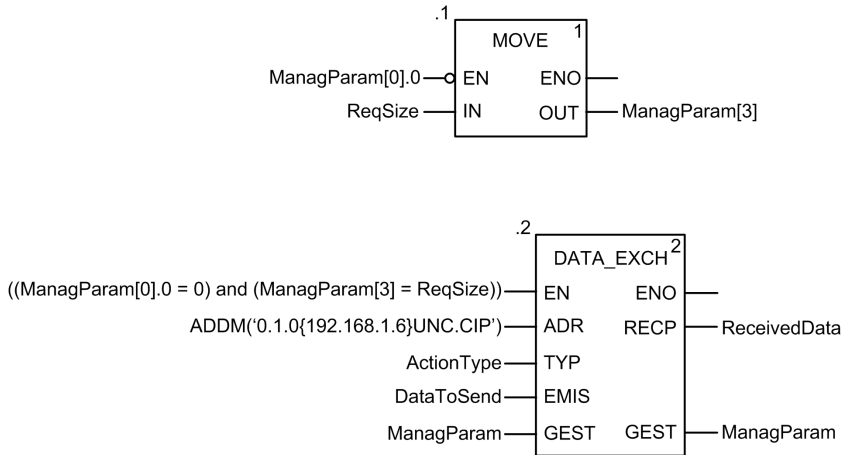 .1
MOVE 1
ManagParam[0].0 EN ENO
ReqSize IN OUT ManagParam[3]
.2
DATA_EXCH 2
((ManagParam[0].0 = 0) and (ManagParam[3] = ReqSize)) EN ENO
ADDM(‘0.1.0{192.168.1.6}UNC.CIP’) ADR RECP ReceivedData
ActionType TYP
DataToSend EMIS
ManagParam GEST GEST ManagParam